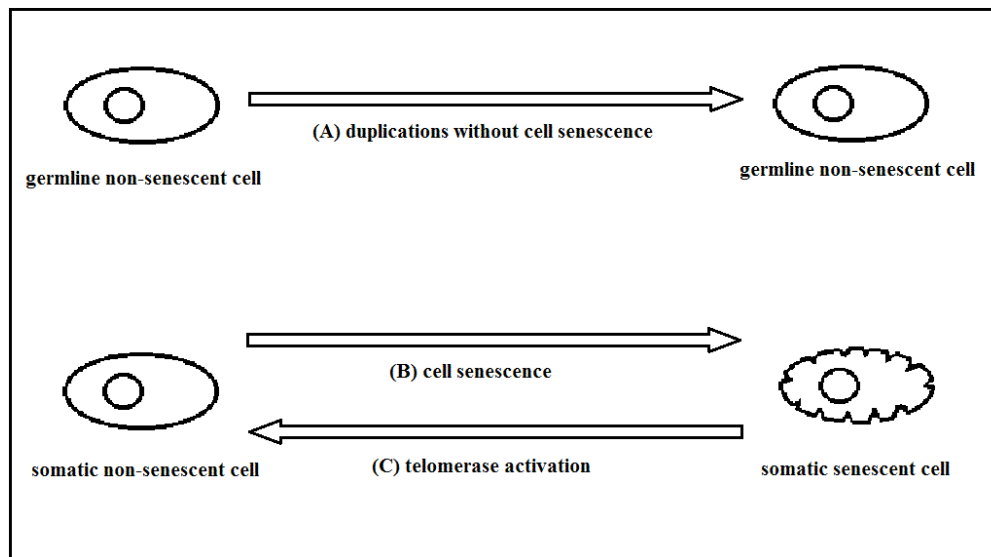 (A) duplications without cell senescence
germline non-senescent cell
germline non-senescent cell
(B) cell senescence
(C) telomerase activation
somatic non-senescent cell
somatic senescent cell